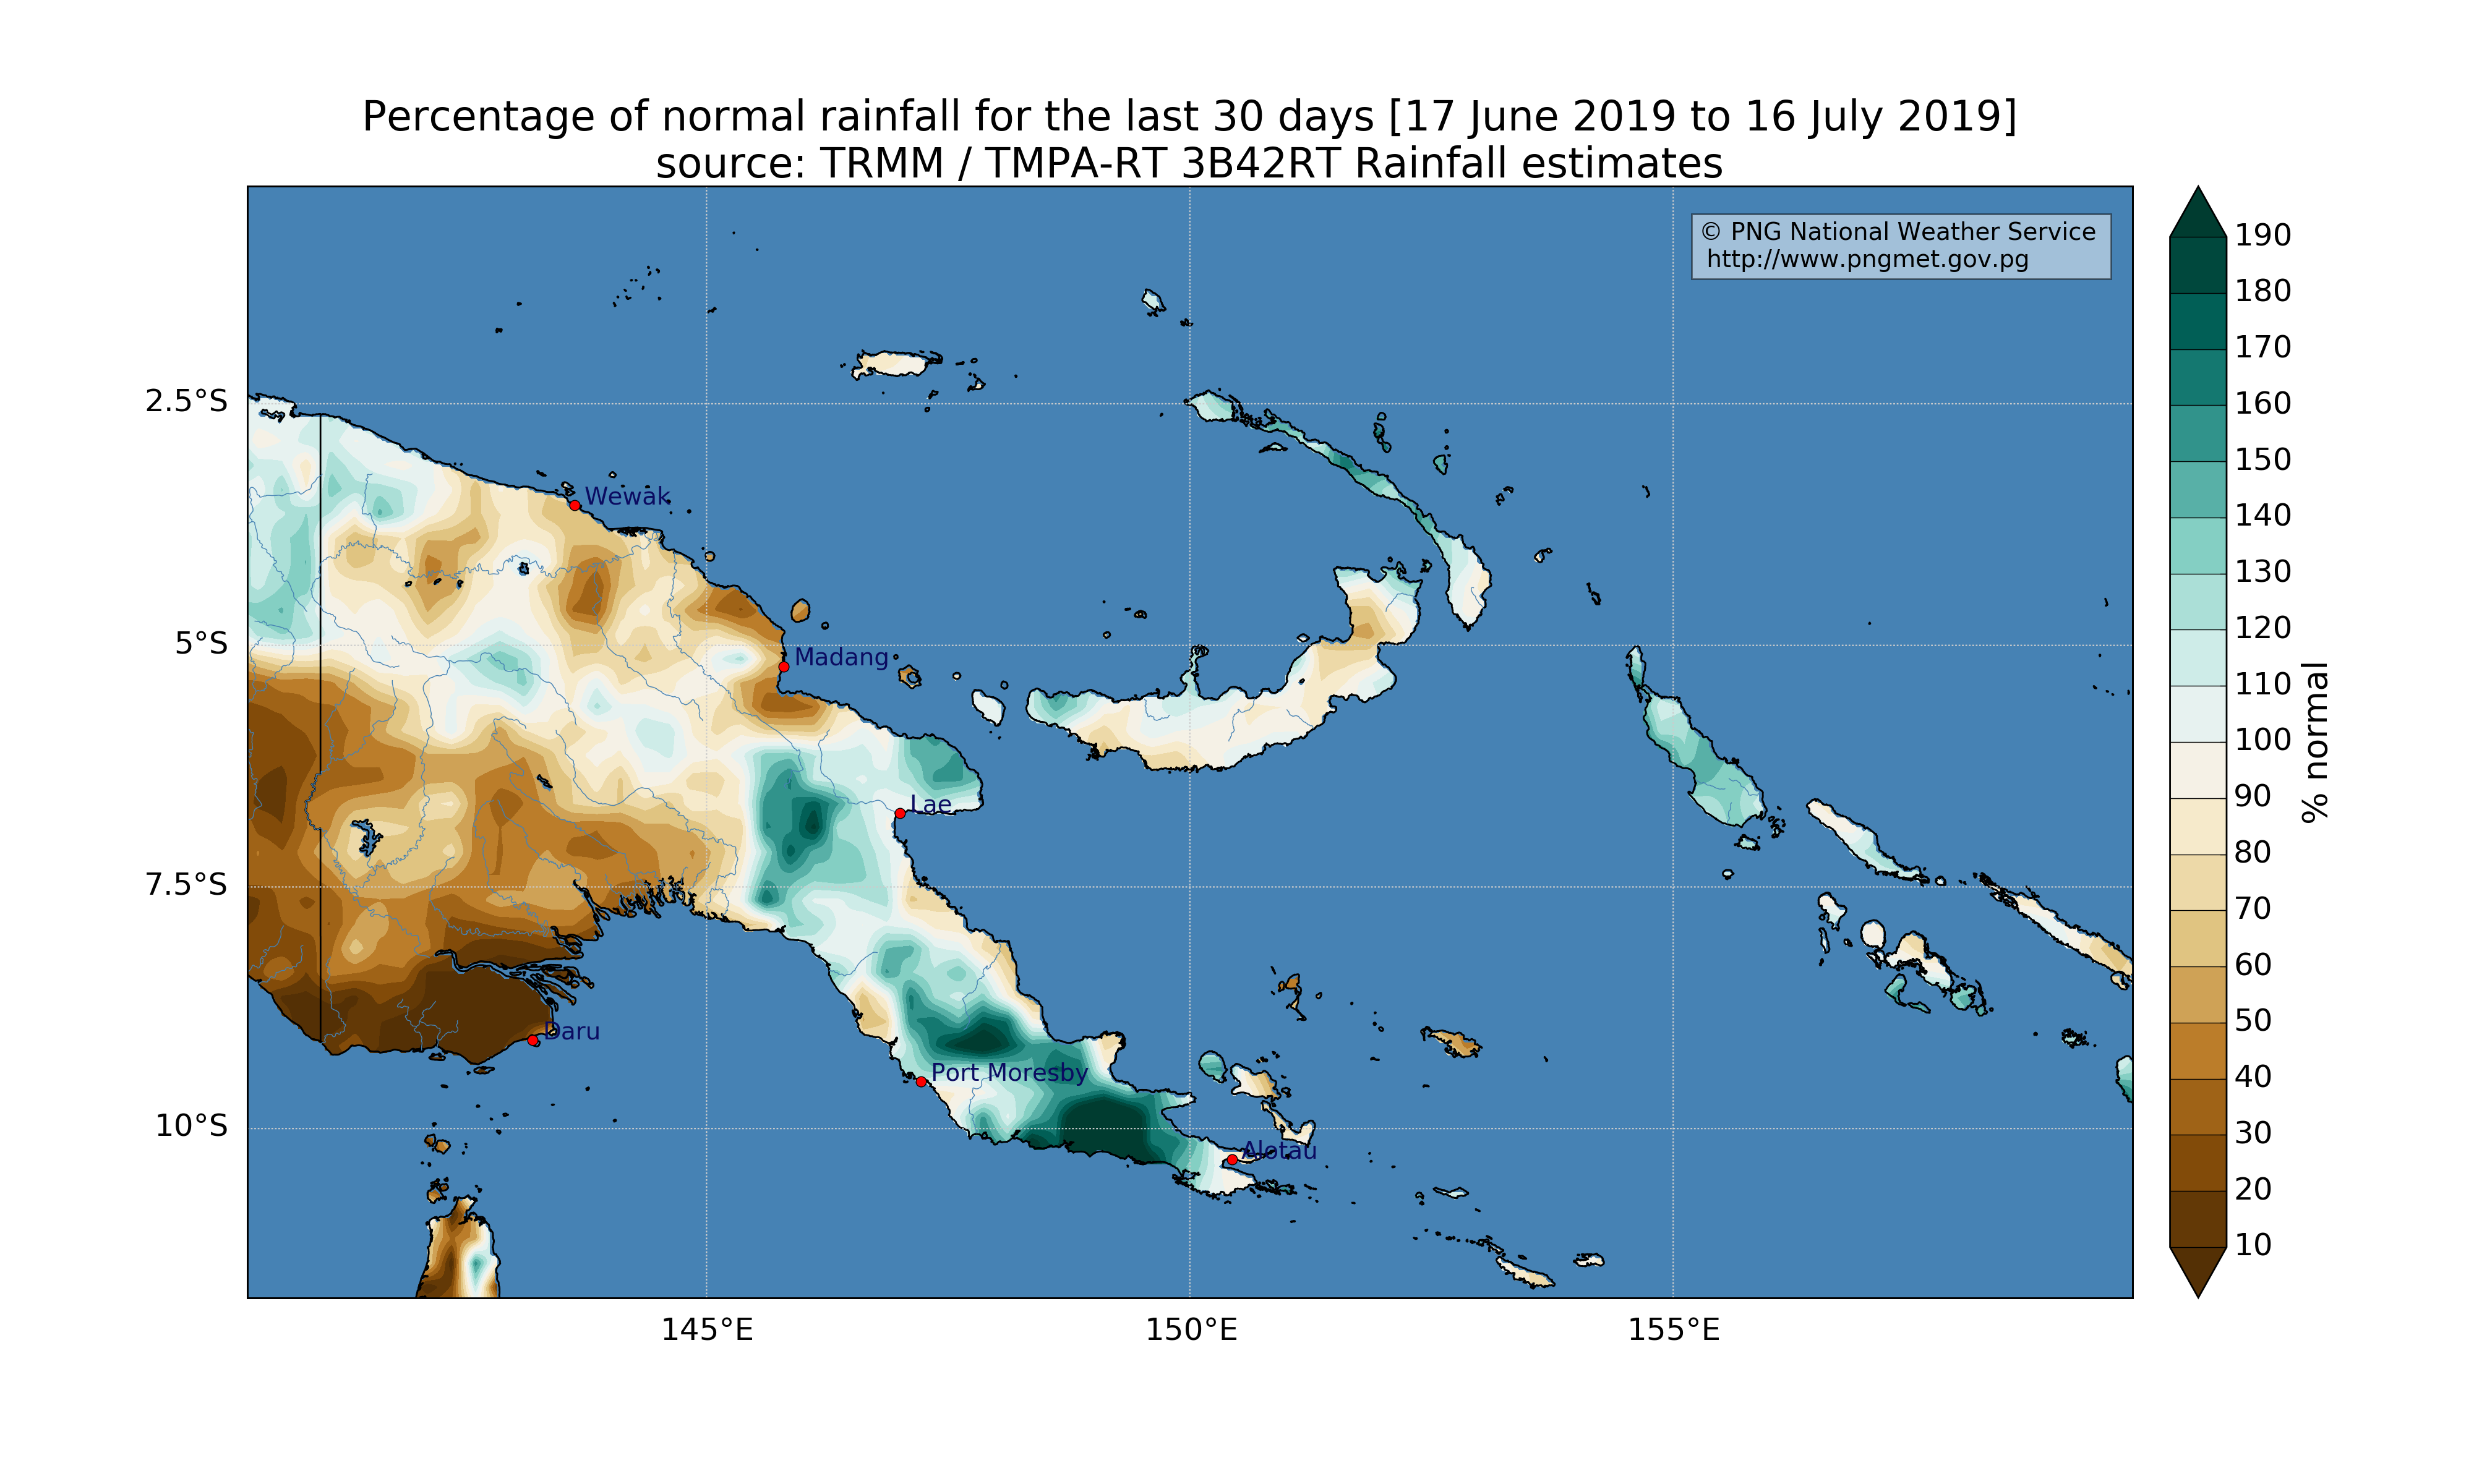 Percentage of normal rainfall for the last 30 days [17 June 2019 to 16 July 2019]
source: TRMM / TMPA-RT 3B42RT Rainfall estimates
© PNG National Weather Service
http://www.pngmet.gov.pg
2.5°S
5°S
7.5°S
10°S
145°E
150°E
155°E
Wewak
Madang
Lae
Daru
Port Moresby
Alotau
190
180
170
160
150
140
130
120
110
100
90
80
70
60
50
40
30
20
10
% normal